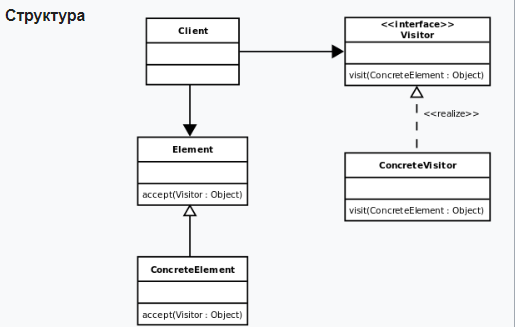 Структура
Client
<<interface>>
Visitor
visit(ConcreteElement : Object)
<<realize>>
Element
accept(Visitor : Object)
ConcreteVisitor
visit(ConcreteElement : Object)
ConcreteElement
accept(Visitor : Object)